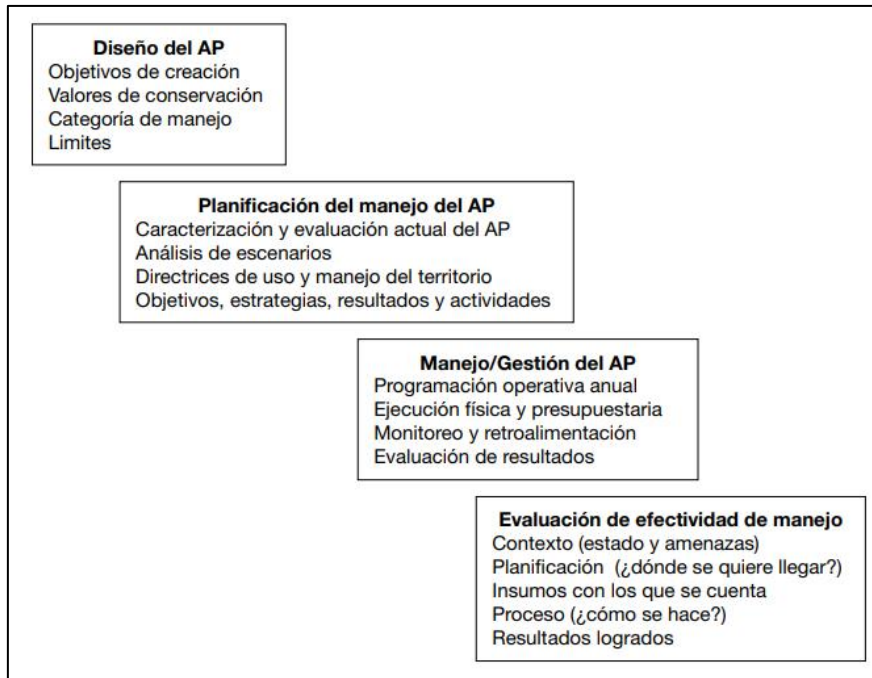 Diseño del AP
Objetivos de creación
Valores de conservación
Categoría de manejo
Limites
Planificación del manejo del AP
Caracterización y evaluación actual del AP
Análisis de escenarios
Directrices de uso y manejo del territorio
Objetivos, estrategias, resultados y actividades
Manejo/Gestión del AP
Programación operativa anual
Ejecución física y presupuestaria
Monitoreo y retroalimentación
Evaluación de resultados
Evaluación de efectividad de manejo
Contexto (estado y amenazas)
Planificación (¿dónde se quiere llegar?)
Insumos con los que se cuenta
Proceso (¿cómo se hace?)
Resultados logrados